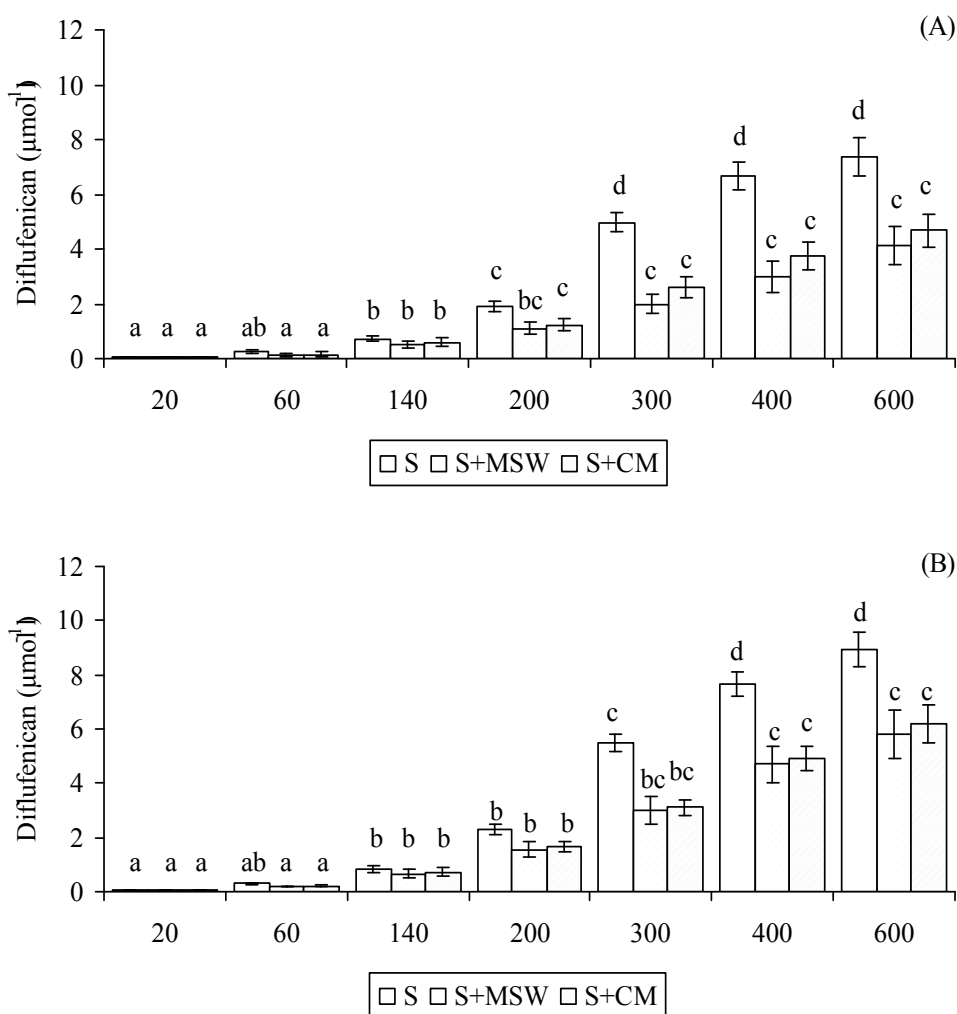 (A)
12
10
8
6
4
2
0
Diflufenican (µmol l)
a a a
ab a a
b b b
c bc c
d c c
d c c
d c c
20 60 140 200 300 400 600
S S+MSW S+CM
(B)
12
10
8
6
4
2
0
Diflufenican (µmol l)
a a a
ab a a
b b b
b b b
c bc bc
d c c
d c c
20 60 140 200 300 400 600
S S+MSW S+CM